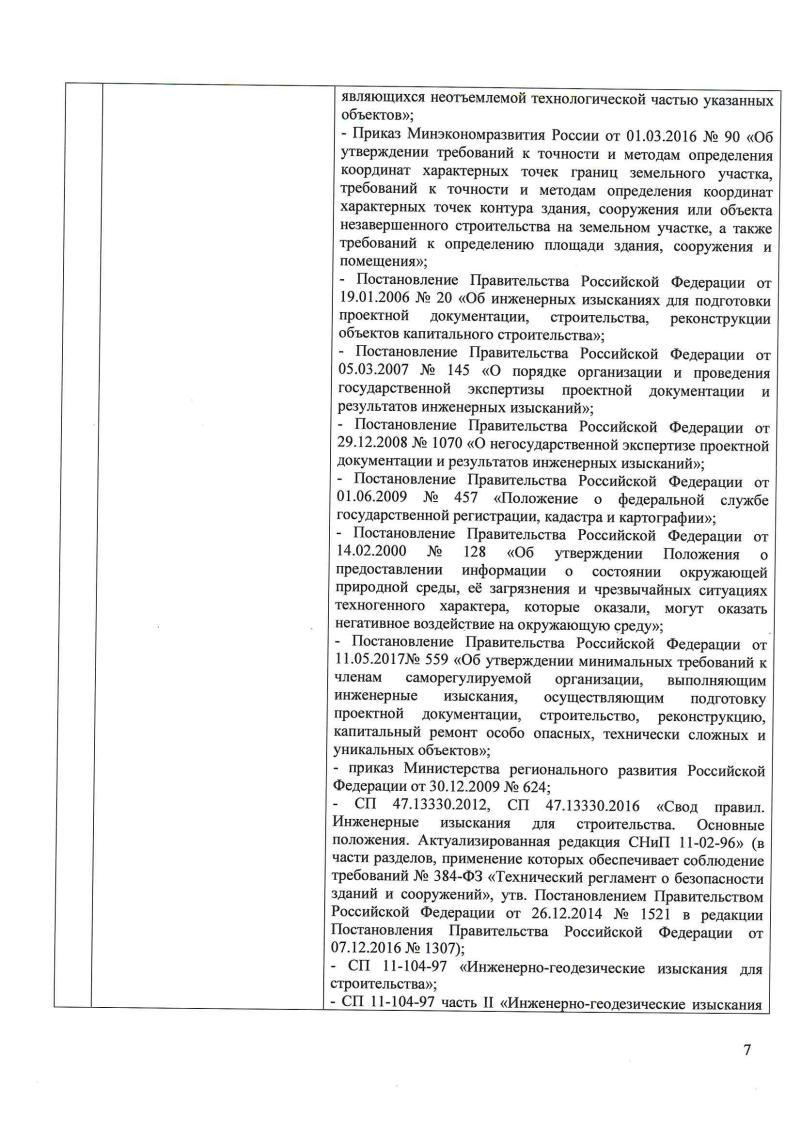 являющихся неотъемлемой технологической частью указанных
объектов»;
- Приказ Минэкономразвития России от 01.03.2016 № 90 «Об
утверждении требований к точности и методам определения
координат характерных точек границ земельного участка,
требований к точности и методам определения координат
характерных точек контура здания, сооружения или объекта
незавершенного строительства на земельном участке, а также
требований к определению площади здания, сооружения и
помещения»;
- Постановление Правительства Российской Федерации от
19.01.2006 № 20 «Об инженерных изысканиях для подготовки
проектной документации, строительства, реконструкции
объектов капитального строительства»;
- Постановление Правительства Российской Федерации от
05.03.2007 № 145 «О порядке организации и проведения
государственной экспертизы проектной документации и
результатов инженерных изысканий»;
- Постановление Правительства Российской Федерации от
29.12.2008 № 1070 «О негосударственной экспертизе проектной
документации и результатов инженерных изысканий»;
- Постановление Правительства Российской Федерации от
01.06.2009 № 457 «Положение о федеральной службе
государственной регистрации, кадастра и картографии»;
- Постановление Правительства Российской Федерации от
14.02.2000 № 128 «Об утверждении Положения о
предоставлении информации о состоянии окружающей
природной среды, её загрязнения и чрезвычайных ситуациях
техногенного характера, которые оказали, могут оказать
негативное воздействие на окружающую среду»;
- Постановление Правительства Российской Федерации от
11.05.2017№ 559 «Об утверждении минимальных требований к
членам саморегулируемой организации, выполняющим
инженерные изыскания, осуществляющим подготовку
проектной документации, строительство, реконструкцию,
капитальный ремонт особо опасных, технически сложных и
уникальных объектов»;
- приказ Министерства регионального развития Российской
Федерации от 30.12.2009 № 624;
- СП 47.13330.2012, СП 47.13330.2016 «Свод правил.
Инженерные изыскания для строительства. Основные
положения. Актуализированная редакция СНиП 11-02-96» (в
части разделов, применение которых обеспечивает соблюдение
требований № 384-ФЗ «Технический регламент о безопасности
зданий и сооружений», утв. Постановлением Правительством
Российской Федерации от 26.12.2014 № 1521 в редакции
Постановления Правительства Российской Федерации от
07.12.2016 № 1307);
- СП 11-104-97 «Инженерно-геодезические изыскания для
строительства»;
- СП 11-104-97 часть II «Инженерно-геодезические изыскания
7